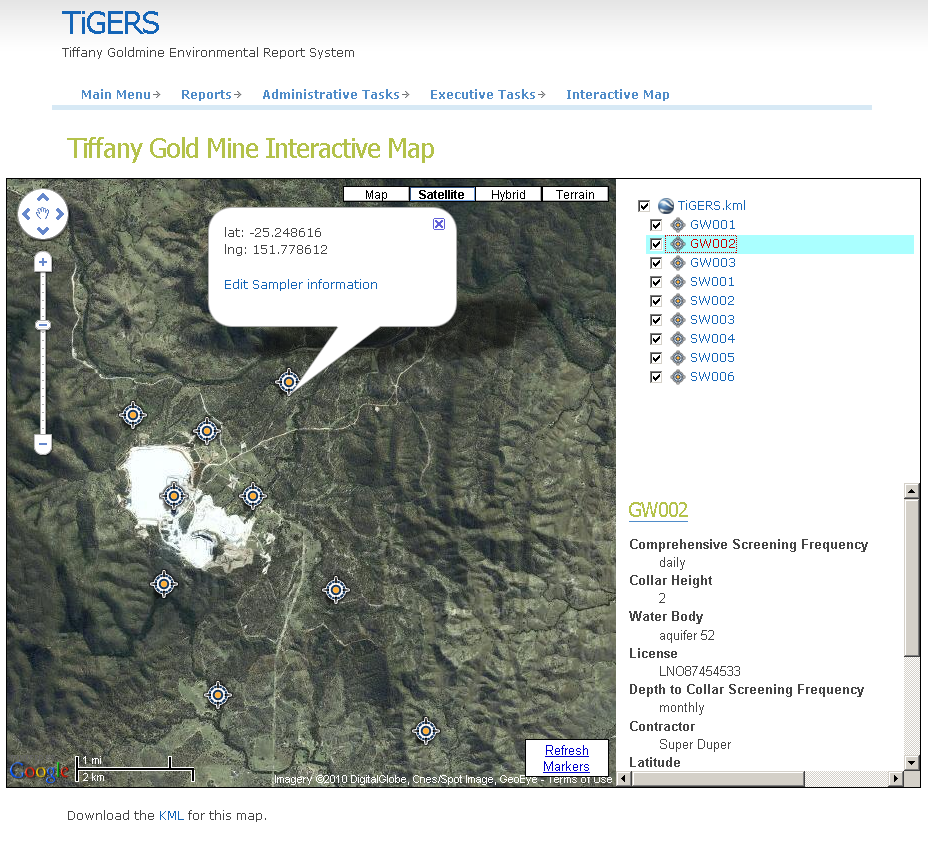 TiGERS
Tiffany Goldmine Environmental Report System
Main Menu
Reports
Administrative Tasks
Executive Tasks
Interactive Map
Tiffany Gold Mine Interactive Map
Map
Satellite
Hybrid
Terrain
lat: -25.248616
lng: 151.778612
Edit Sampler information
TiGERS.kml
GW001
GW002
GW003
SW001
SW002
SW003
SW004
SW005
SW006
GW002
Comprehensive Screening Frequency
daily
Collar Height
2
Water Body
aquifer 52
License
LNO87454533
Depth to Collar Screening Frequency
monthly
Contractor
Super Duper
Latitude
Refresh
Markers
Google
1 mi
2 km
Imagery ©2010 DigitalGlobe, Cnes/Spot Image, GeoEye - Terms of Use
Download the KML for this map.